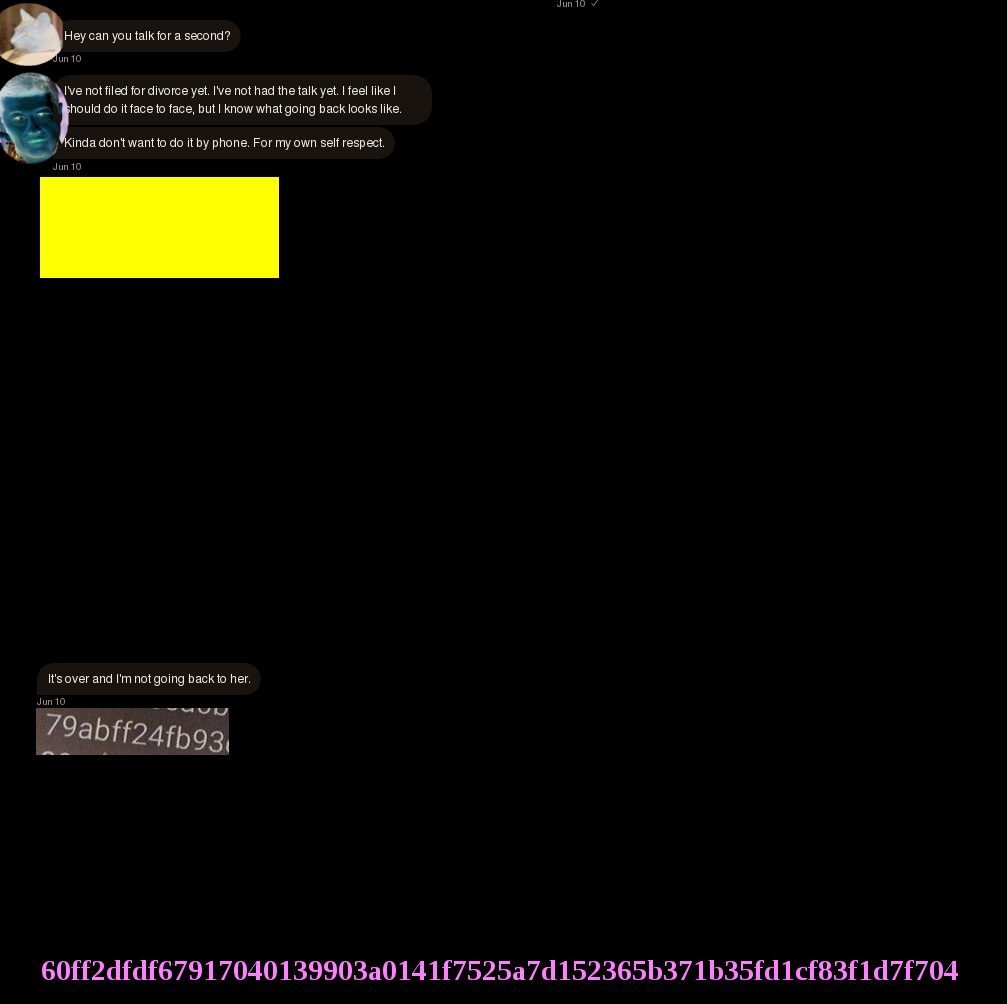 Jun 10 ✓
Hey can you talk for a second?
Jun 10
I've not filed for divorce yet. I've not had the talk yet. I feel like I
should do it face to face, but I know what going back looks like.
Kinda don't want to do it by phone. For my own self respect.
Jun 10
It's over and I'm not going back to her.
Jun 10
79abff24fb93
60ff2dfdf67917040139903a0141f7525a7d152365b371b35fd1cf83f1d7f704